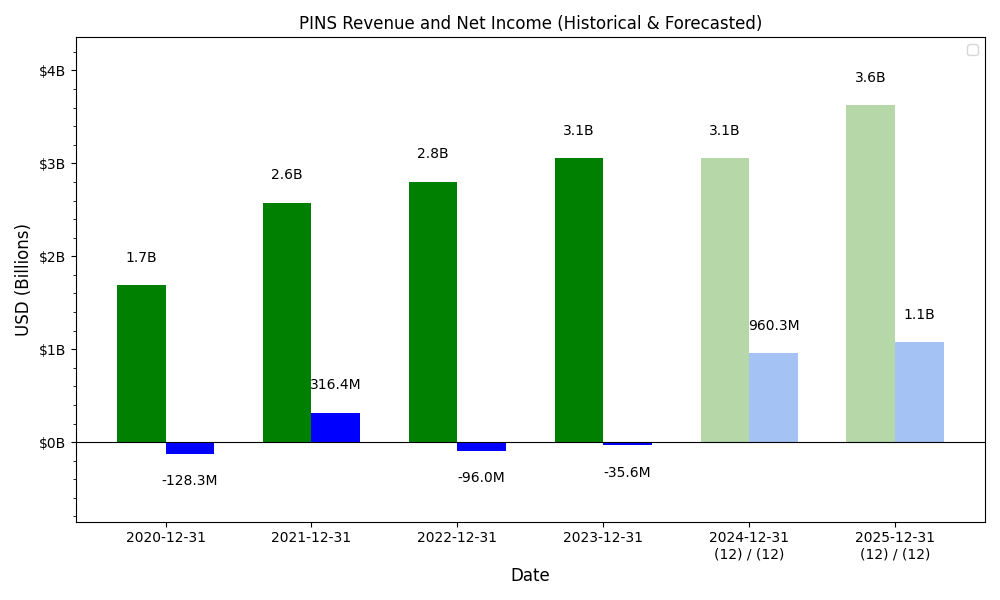 PINS Revenue and Net Income (Historical & Forecasted)
USD (Billions)
$4B
$3B
$2B
$1B
$0B
1.7B
-128.3M
2.6B
316.4M
2.8B
-96.0M
3.1B
-35.6M
3.1B
960.3M
3.6B
1.1B
2020-12-31
2021-12-31
2022-12-31
2023-12-31
2024-12-31
(12) / (12)
2025-12-31
(12) / (12)
Date